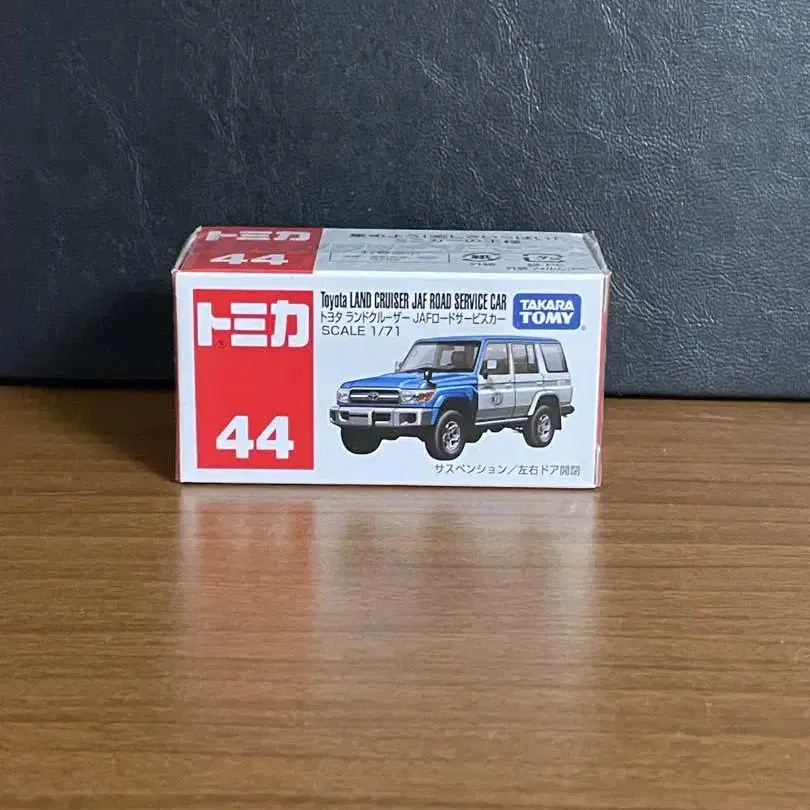 トミカ
44
トミカ
44
Toyota LAND CRUISER JAF ROAD SERVICE CAR
トヨタ ランドクルーザー JAFロードサービスカー
SCALE 1/71
TAKARA
TOMY
サスペンション/左右ドア開閉